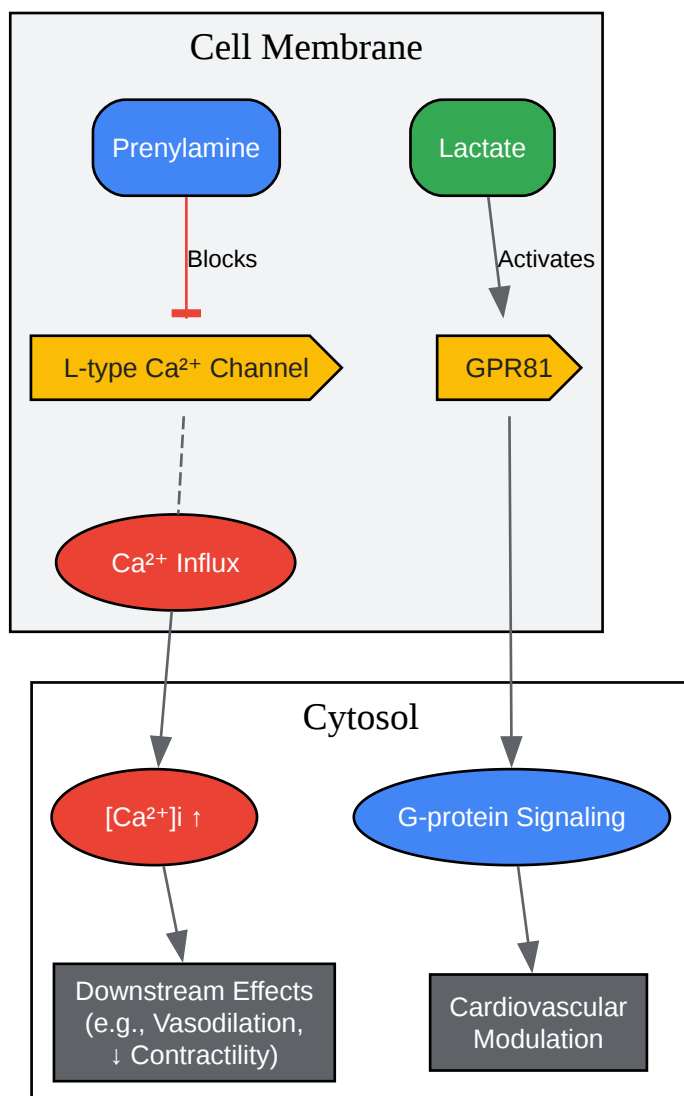 Cell Membrane
Prenylamine
Lactate
Blocks
Activates
L-type Ca²⁺ Channel
GPR81
Ca²⁺ Influx
Cytosol
[Ca²⁺]i ↑
G-protein Signaling
Downstream Effects
(e.g., Vasodilation,
↓ Contractility)
Cardiovascular
Modulation